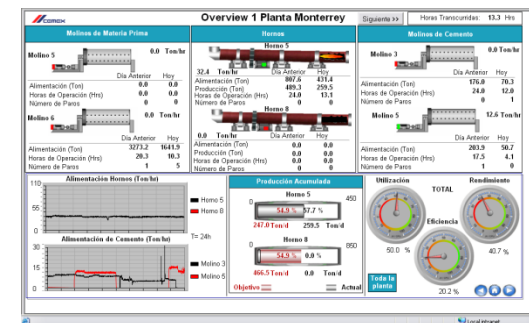 CEMEX
Overview 1 Planta Monterrey
Siguiente >>
Horas Transcurridas: 13.3 Hrs
Molinos de Materia Prima
Hornos
Molinos de Cemento
Molino 5
0.0 Ton/hr
Día Anterior Hoy
Alimentación (Ton) 0.0 0.0
Horas de Operación (Hrs) 0.0 0.0
Número de Paros 0 0
Molino 6
0.0 Ton/hr
Día Anterior Hoy
Alimentación (Ton) 3273.2 1641.9
Horas de Operación (Hrs) 20.3 10.3
Número de Paros 1 5
Horno 5
32.4 Ton/hr
Día Anterior Hoy
Alimentación (Ton) 807.6 431.4
Producción (Ton) 489.3 259.5
Horas de Operación (Hrs) 24.0 13.1
Número de Paros 0 1
Horno 8
0.0 Ton/hr
Día Anterior Hoy
Alimentación (Ton) 0.0 0.0
Producción (Ton) 0.0 0.0
Horas de Operación (Hrs) 0.0 0.0
Número de Paros 0 0
Molino 3
0.0 Ton/hr
Día Anterior Hoy
Alimentación (Ton) 176.0 70.3
Horas de Operación (Hrs) 24.0 12.0
Número de Paros 0 1
Molino 5
12.6 Ton/hr
Día Anterior Hoy
Alimentación (Ton) 203.9 50.7
Horas de Operación (Hrs) 17.5 4.1
Número de Paros 1 0
Alimentación Hornos (Ton/hr)
110
55
0
Horno 5
Horno 8
T= 24h
Alimentación de Cemento (Ton/hr)
30
15
0
Molino 3
Molino 5
Producción Acumulada
Horno 5
0 450
54.9 % 57.7 %
247.0 Ton/d 259.5 Ton/d
Horno 8
0 850
54.9 % 0.0 %
466.5 Ton/d 0.0 Ton/d
Objetivo Actual
Utilización
Rendimiento
TOTAL
Eficiencia
50.0 %
40.7 %
20.2 %
Toda la
planta
Local intranet